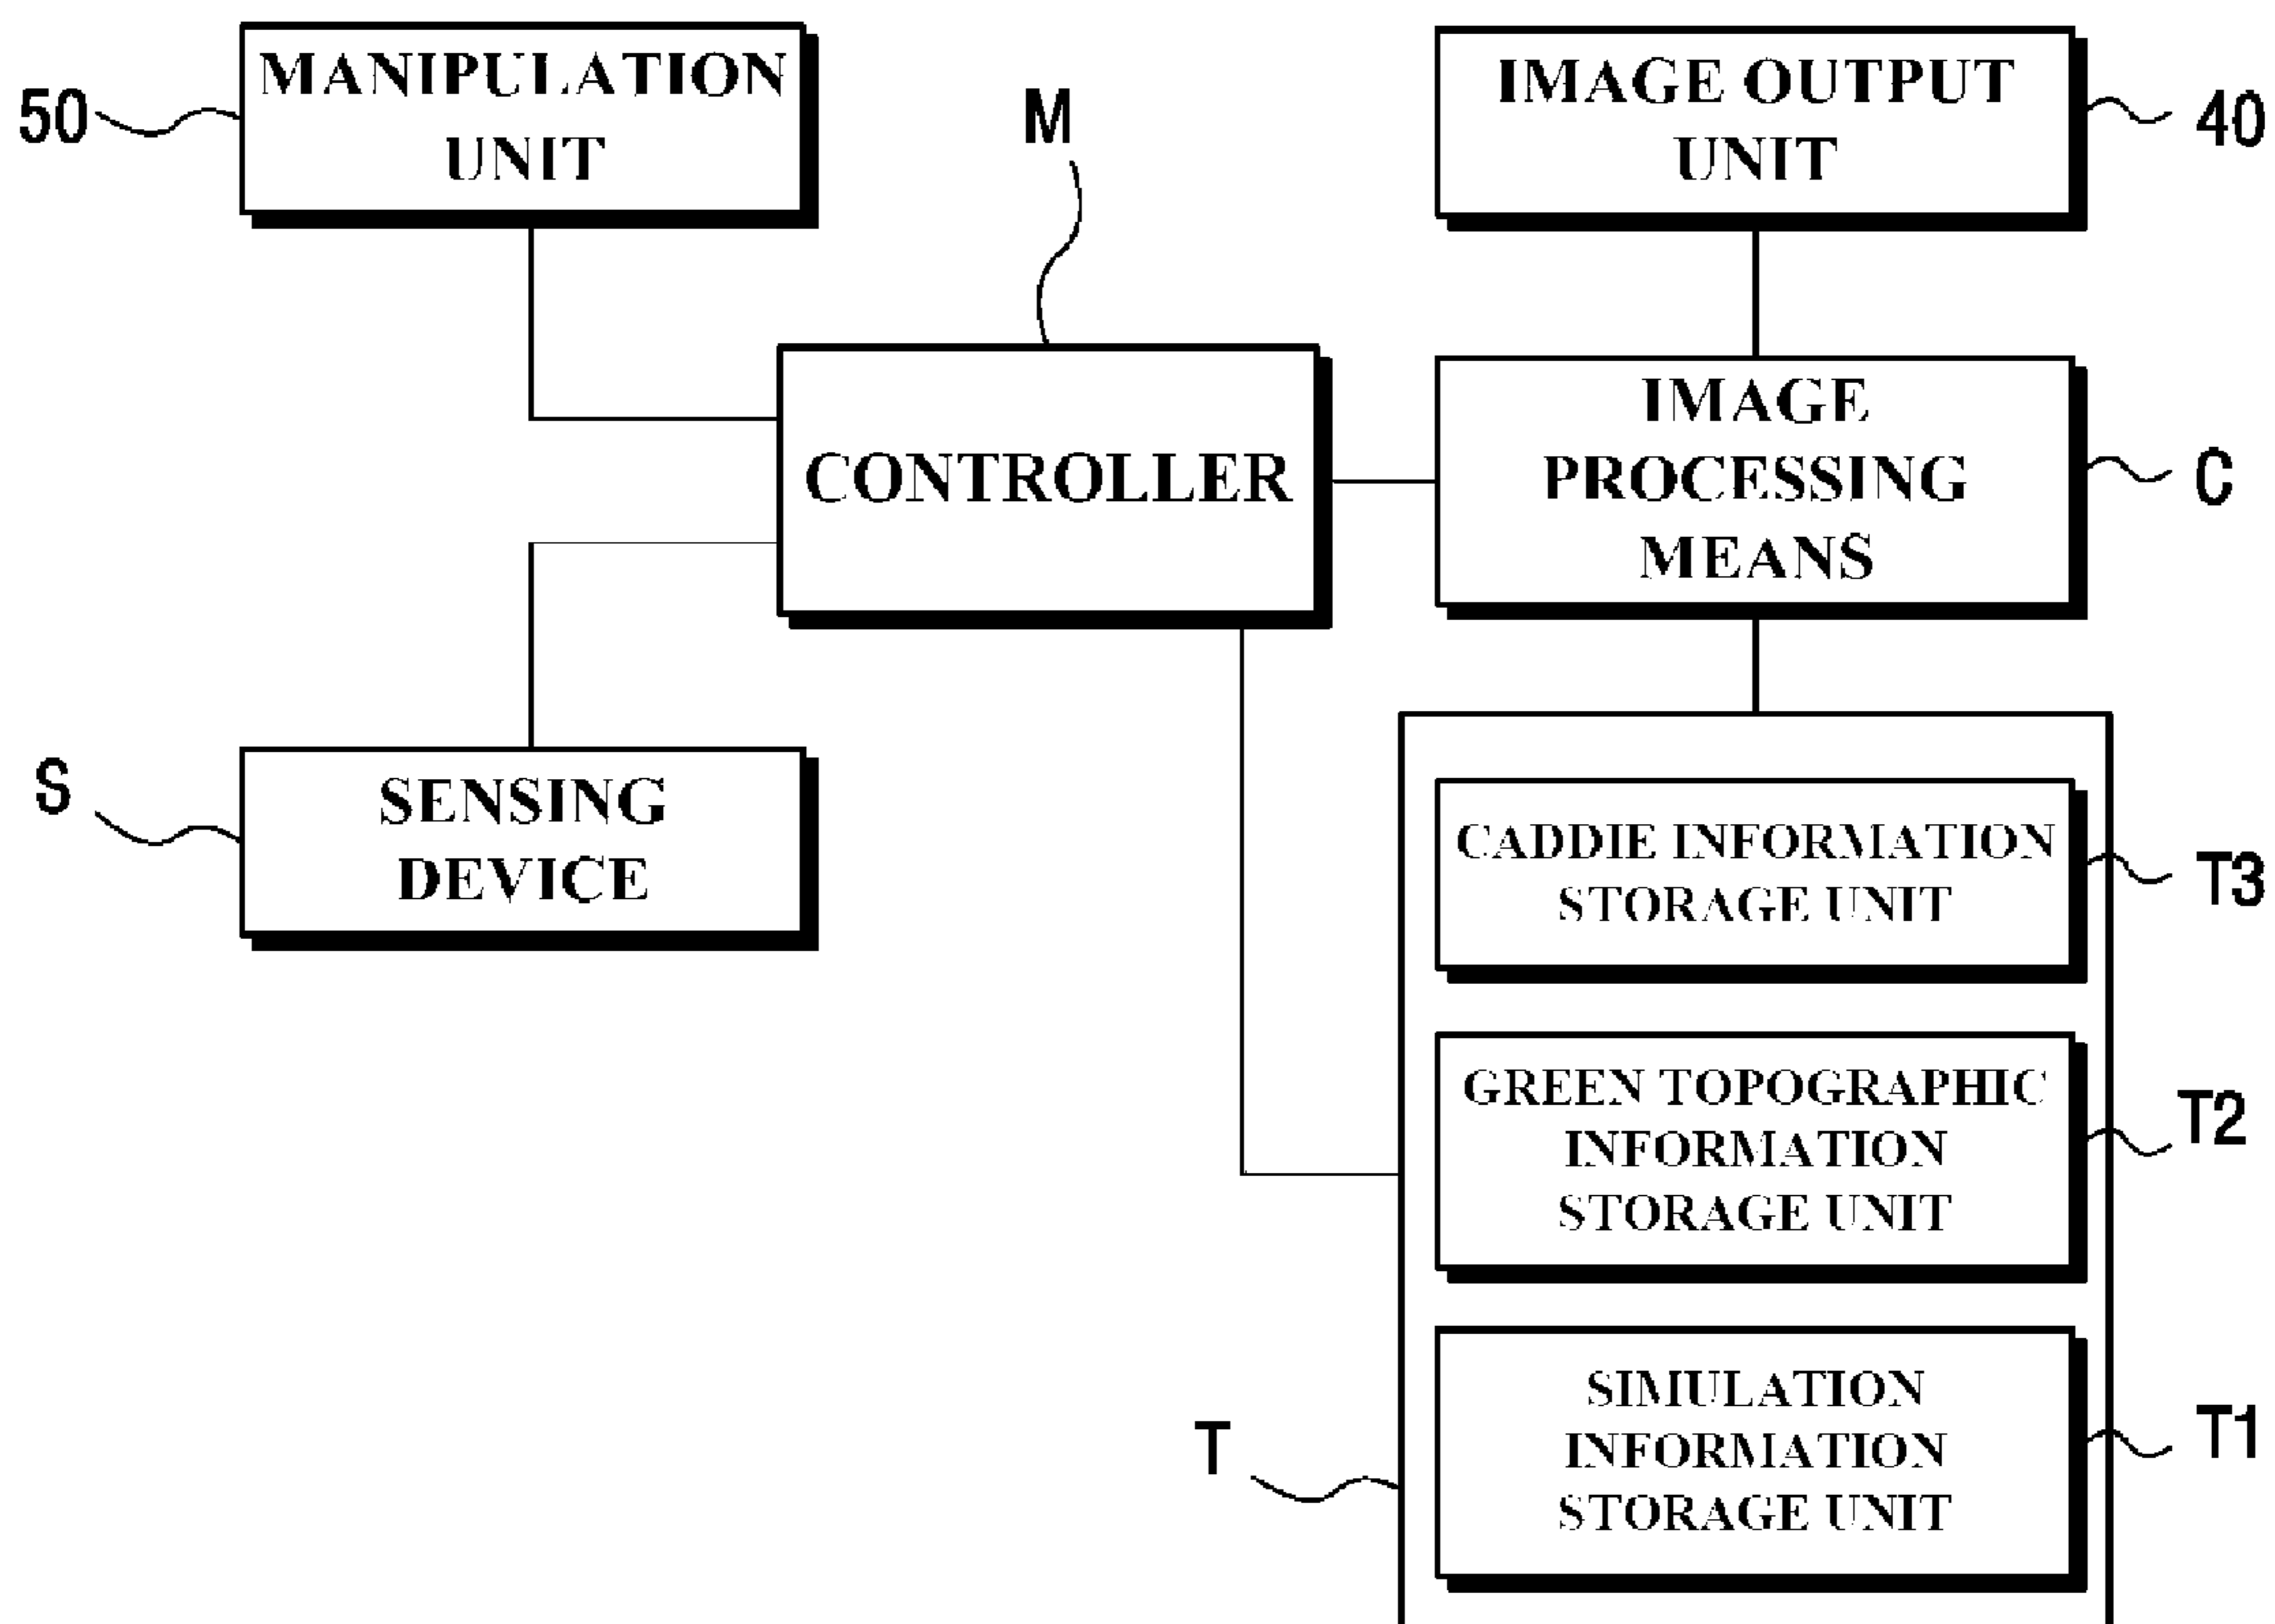 MANIPULATION
UNIT
50
M
IMAGE OUTPUT
UNIT
40
CONTROLLER
IMAGE
PROCESSING
MEANS
C
S
SENSING
DEVICE
CADDIE INFORMATION
STORAGE UNIT
T3
GREEN TOPOGRAPHIC
INFORMATION
STORAGE UNIT
T2
T
SIMULATION
INFORMATION
STORAGE UNIT
T1